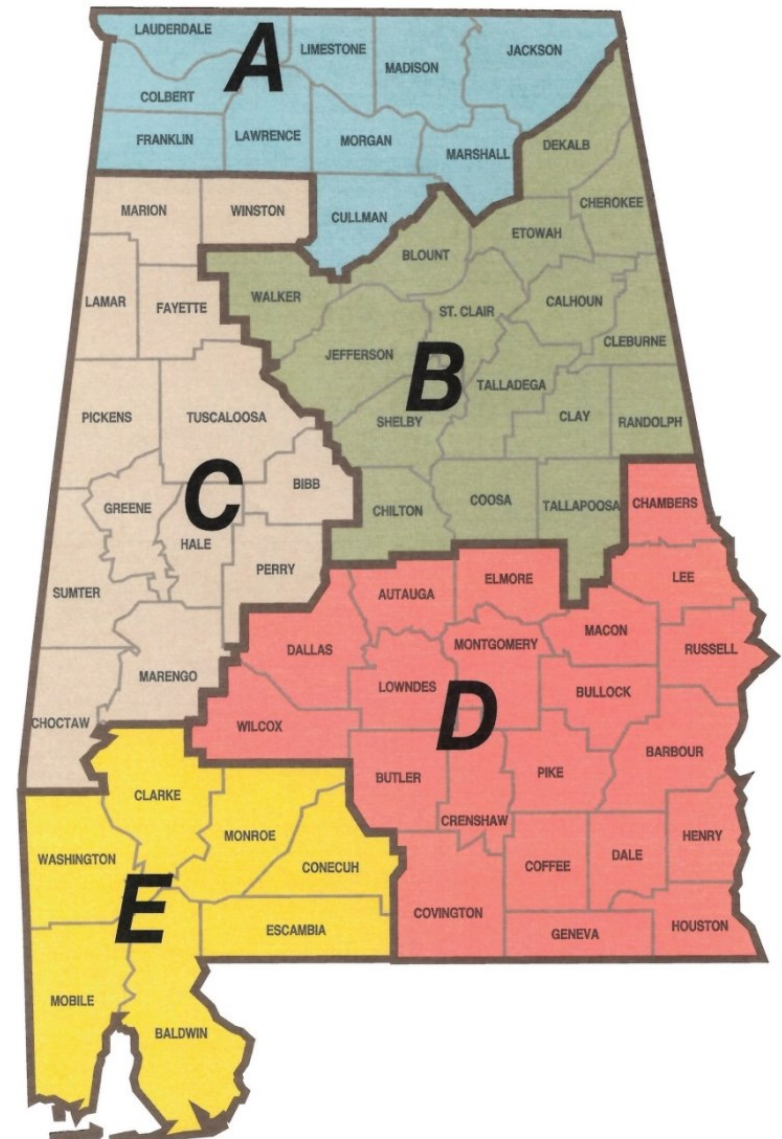 LAUDERDALE
LIMESTONE
MADISON
JACKSON
A
COLBERT
FRANKLIN
LAWRENCE
MORGAN
MARSHALL
CULLMAN
DEKALB
CHEROKEE
ETOWAH
BLOUNT
WALKER
ST. CLAIR
CALHOUN
JEFFERSON
CLEBURNE
B
TALLADEGA
SHELBY
CLAY
RANDOLPH
CHILTON
COOSA
TALLAPOOSA
MARION
WINSTON
LAMAR
FAYETTE
PICKENS
TUSCALOOSA
C
BIBB
GREENE
HALE
PERRY
SUMTER
MARENGO
CHOCTAW
CHAMBERS
AUTAUGA
ELMORE
LEE
MACON
DALLAS
MONTGOMERY
RUSSELL
LOWNDES
BULLOCK
D
WILCOX
BARBOUR
BUTLER
PIKE
CRENSHAW
HENRY
COFFEE
DALE
COVINGTON
GENEVA
HOUSTON
CLARKE
MONROE
WASHINGTON
CONECUH
E
ESCAMBIA
MOBILE
BALDWIN